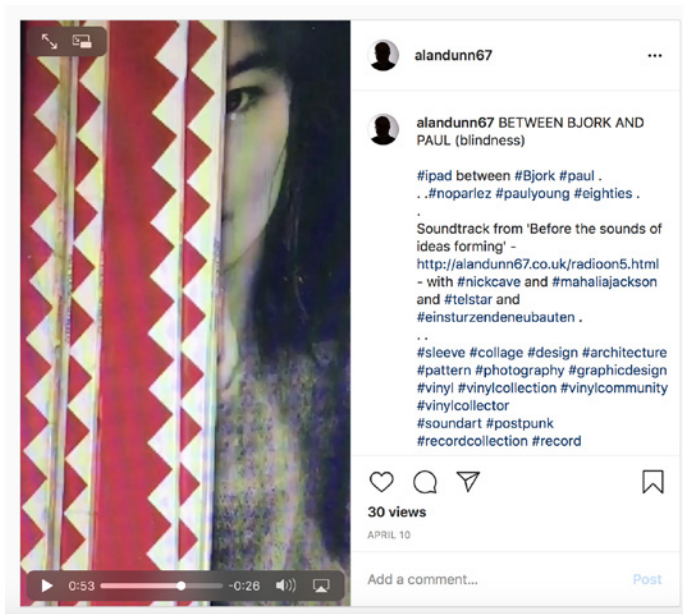 alandunn67
alandunn67 BETWEEN BJORK AND
PAUL (blindness)
#ipad between #Bjork #paul .
. .#noparlez #paulyoung #eighties .
.
Soundtrack from 'Before the sounds of
ideas forming' -
http://alandunn67.co.uk/radioon5.html
- with #nickcave and #mahaliajackson
and #telstar and
#einsturzendeneubauten .
. .
#sleeve #collage #design #architecture
#pattern #photography #graphicdesign
#vinyl #vinylcollection #vinylcommunity
#vinylcollector
#soundart #postpunk
#recordcollection #record
30 views
APRIL 10
0:53 -0:26
Add a comment... Post